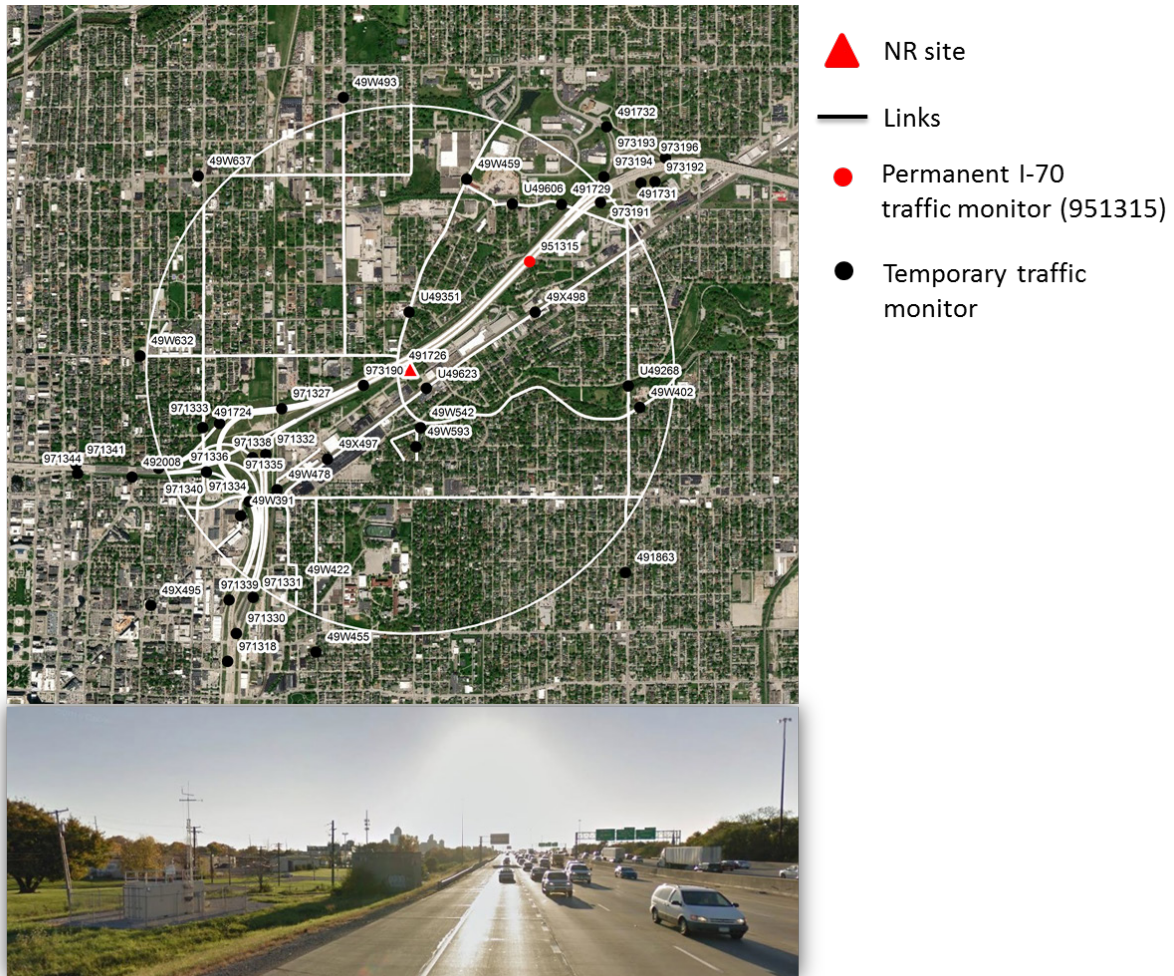 49W493
491732
973193
973196
49W637
49W459
973194
973192
U49606
491729
491731
973191
951315
U49351
49X498
49W632
491726
973190
U49623
U49268
971327
49W402
971333
491724
49W542
49W593
971338
971332
49X497
971341
971344
492008
971336
971335
49W478
971340
971334
49W391
491863
49W422
971339
971331
49X495
971330
49W455
971318
NR site
Links
Permanent I-70
traffic monitor (951315)
Temporary traffic
monitor